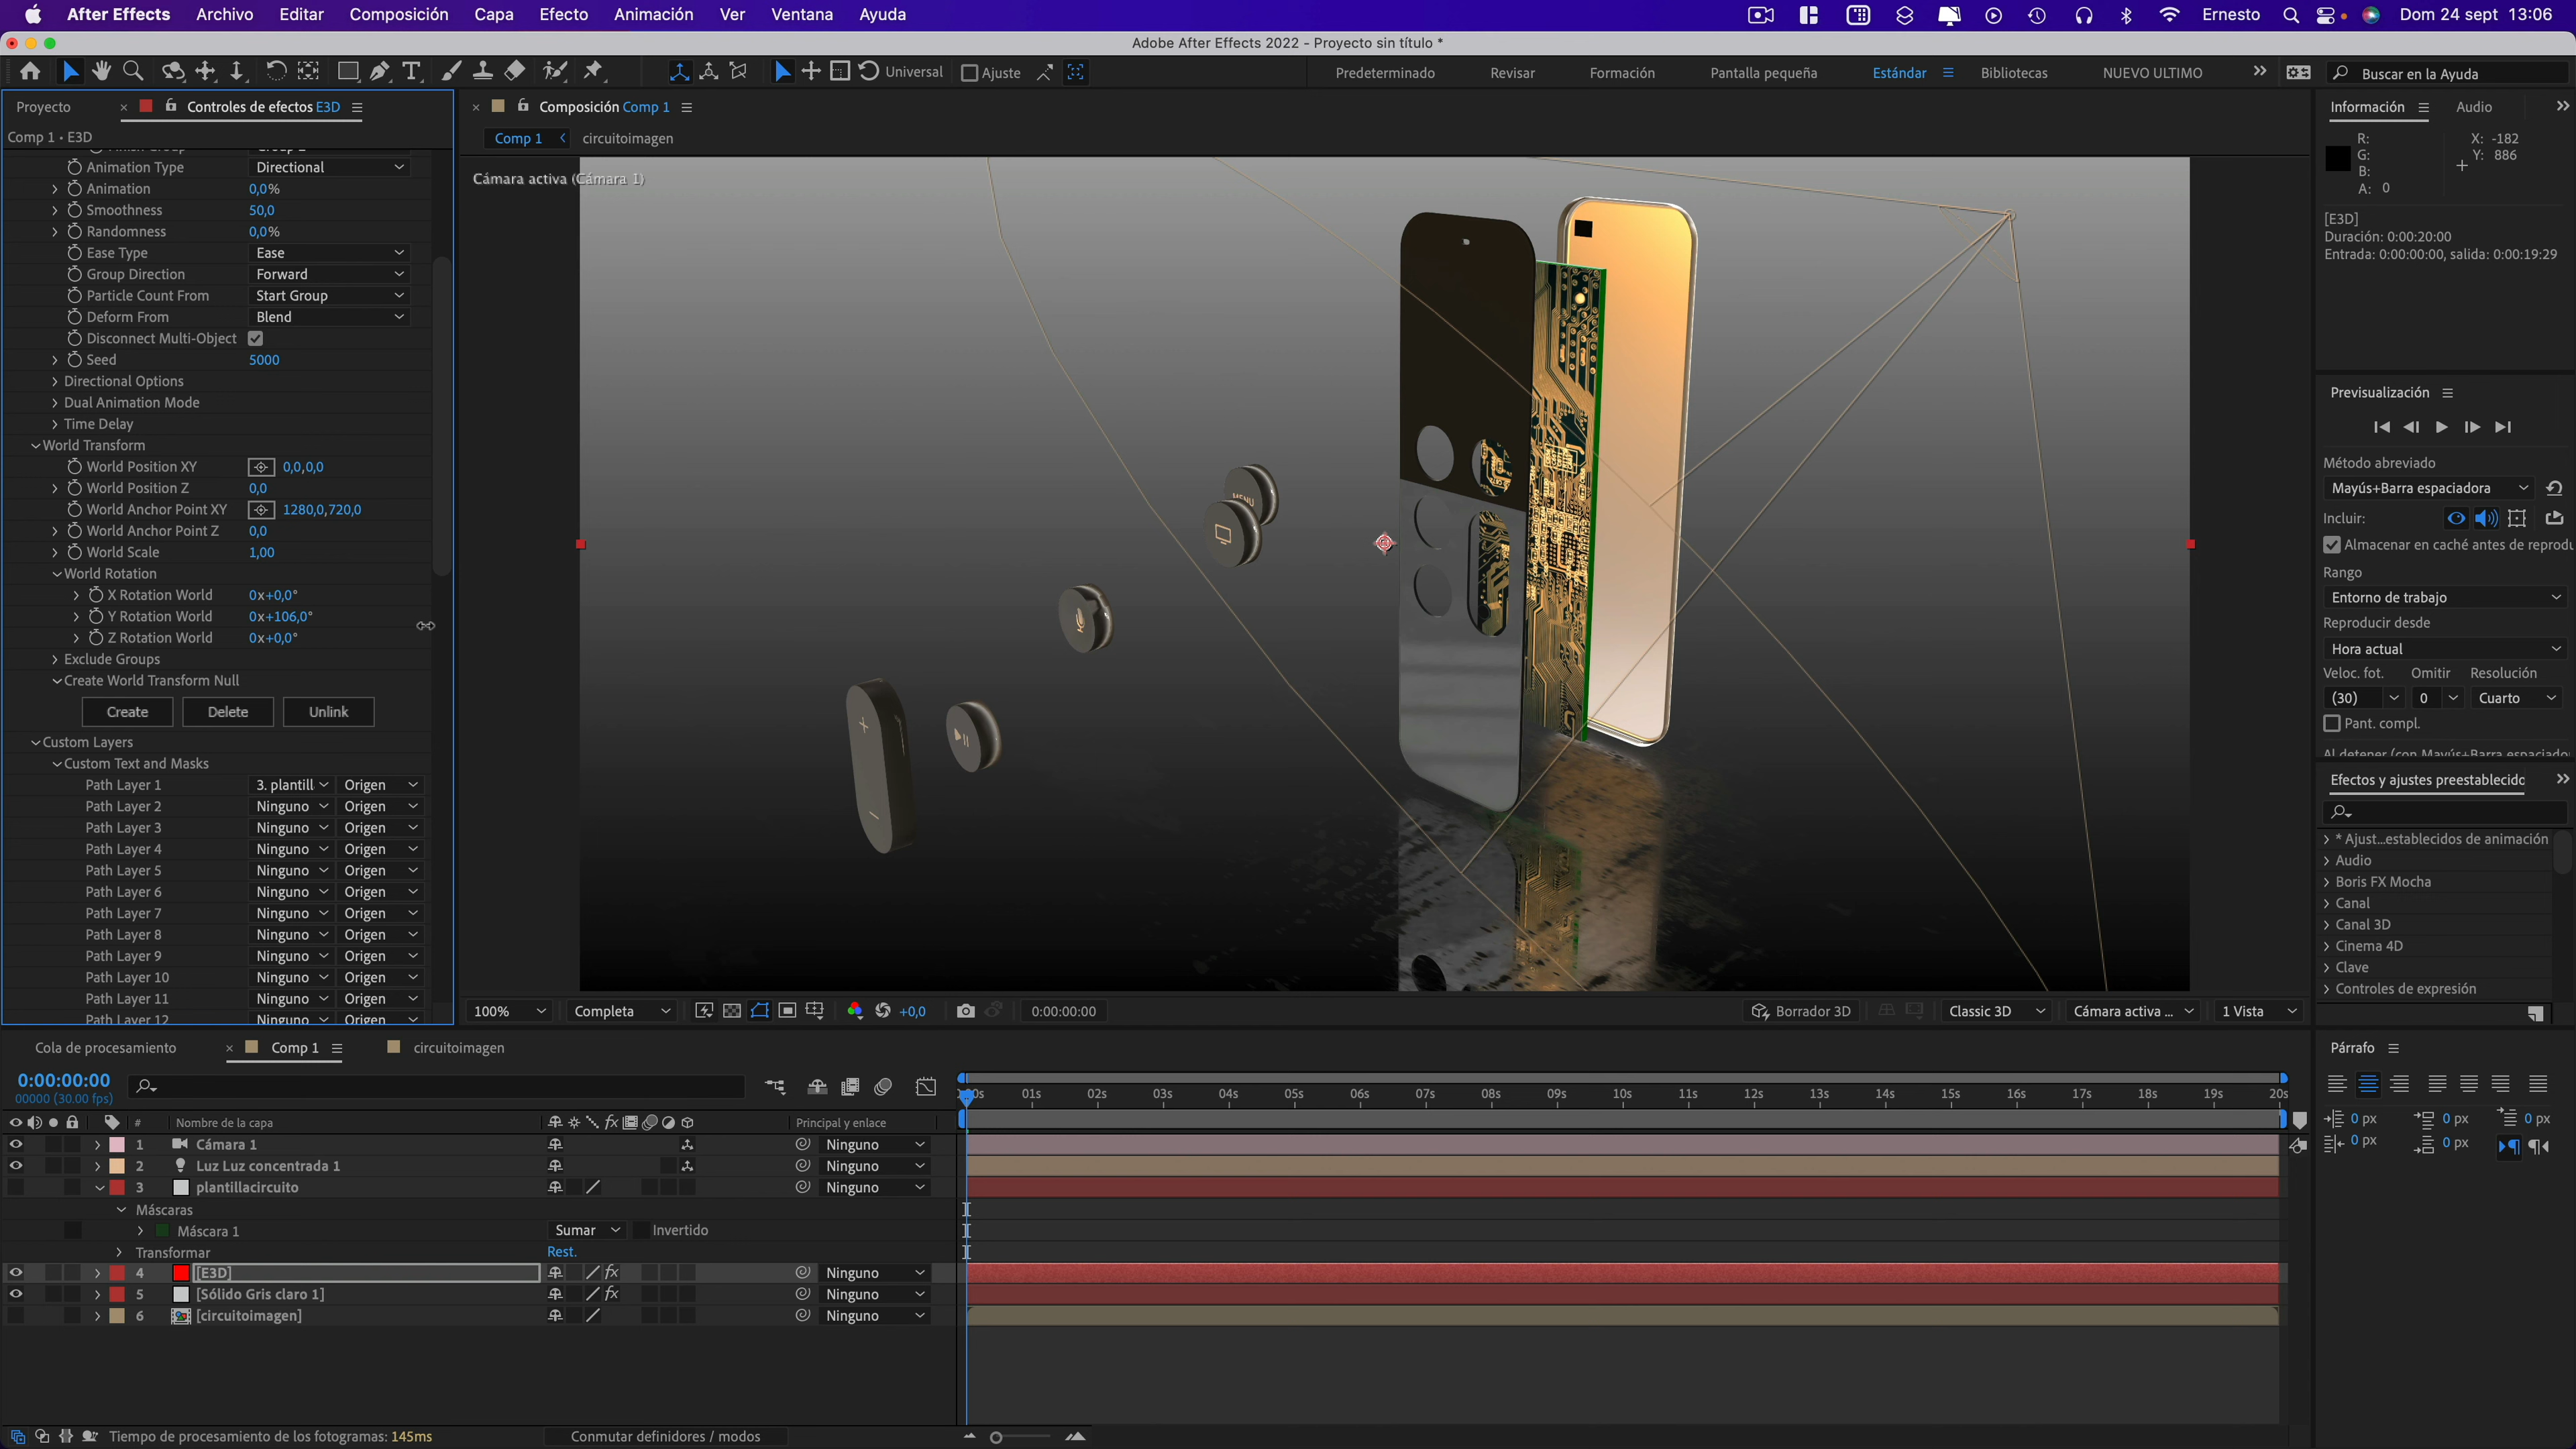 After Effects Archivo Editar Composición Capa Efecto Animación Ver Ventana Ayuda Ernesto Dom 24 sept 13:06
Adobe After Effects 2022 - Proyecto sin título *
Universal Ajuste Predeterminado Revisar Formación Pantalla pequeña Estándar Bibliotecas NUEVO ULTIMO Buscar en la Ayuda
Proyecto Controles de efectos E3D
Comp 1 • E3D
Animation Type Directional
Animation 0,0%
Smoothness 50,0
Randomness 0,0%
Ease Type Ease
Group Direction Forward
Particle Count From Start Group
Deform From Blend
Disconnect Multi-Object
Seed 5000
Directional Options
Dual Animation Mode
Time Delay
World Transform
World Position XY 0,0,0,0
World Position Z 0,0
World Anchor Point XY 1280,0,720,0
World Anchor Point Z 0,0
World Scale 1,00
World Rotation
X Rotation World 0x+0,0°
Y Rotation World 0x+106,0°
Z Rotation World 0x+0,0°
Exclude Groups
Create World Transform Null
Create Delete Unlink
Custom Layers
Custom Text and Masks
Path Layer 1 3. plantill Origen
Path Layer 2 Ninguno Origen
Path Layer 3 Ninguno Origen
Path Layer 4 Ninguno Origen
Path Layer 5 Ninguno Origen
Path Layer 6 Ninguno Origen
Path Layer 7 Ninguno Origen
Path Layer 8 Ninguno Origen
Path Layer 9 Ninguno Origen
Path Layer 10 Ninguno Origen
Path Layer 11 Ninguno Origen
Path Layer 12 Ninguno Origen
Composición Comp 1
Comp 1 circuitoimagen
Cámara activa (Cámara 1)
MENU
100% Completa +0,0 0:00:00:00 Borrador 3D Classic 3D Cámara activa ... 1 Vista
Información Audio
R: X: -182
G: Y: 886
B:
A: 0
[E3D]
Duración: 0:00:20:00
Entrada: 0:00:00:00, salida: 0:00:19:29
Previsualización
Método abreviado
Mayús+Barra espaciadora
Incluir:
Almacenar en caché antes de reprodu
Rango
Entorno de trabajo
Reproducir desde
Hora actual
Veloc. fot. Omitir Resolución
(30) 0 Cuarto
Pant. compl.
Al detener (con Mayús+Barra espaciado
Efectos y ajustes preestablecidc
* Ajust...establecidos de animación
Audio
Boris FX Mocha
Canal
Canal 3D
Cinema 4D
Clave
Controles de expresión
Cola de procesamiento Comp 1 circuitoimagen
0:00:00:00
00000 (30.00 fps)
0s 01s 02s 03s 04s 05s 06s 07s 08s 09s 10s 11s 12s 13s 14s 15s 16s 17s 18s 19s 20s
# Nombre de la capa Principal y enlace
1 Cámara 1 Ninguno
2 Luz Luz concentrada 1 Ninguno
3 plantillacircuito Ninguno
Máscaras
Máscara 1 Sumar Invertido
Transformar Rest.
4 [E3D] Ninguno
5 [Sólido Gris claro 1] Ninguno
6 [circuitoimagen] Ninguno
Tiempo de procesamiento de los fotogramas: 145ms Conmutar definidores / modos
Párrafo
0 px 0 px 0 px
0 px 0 px